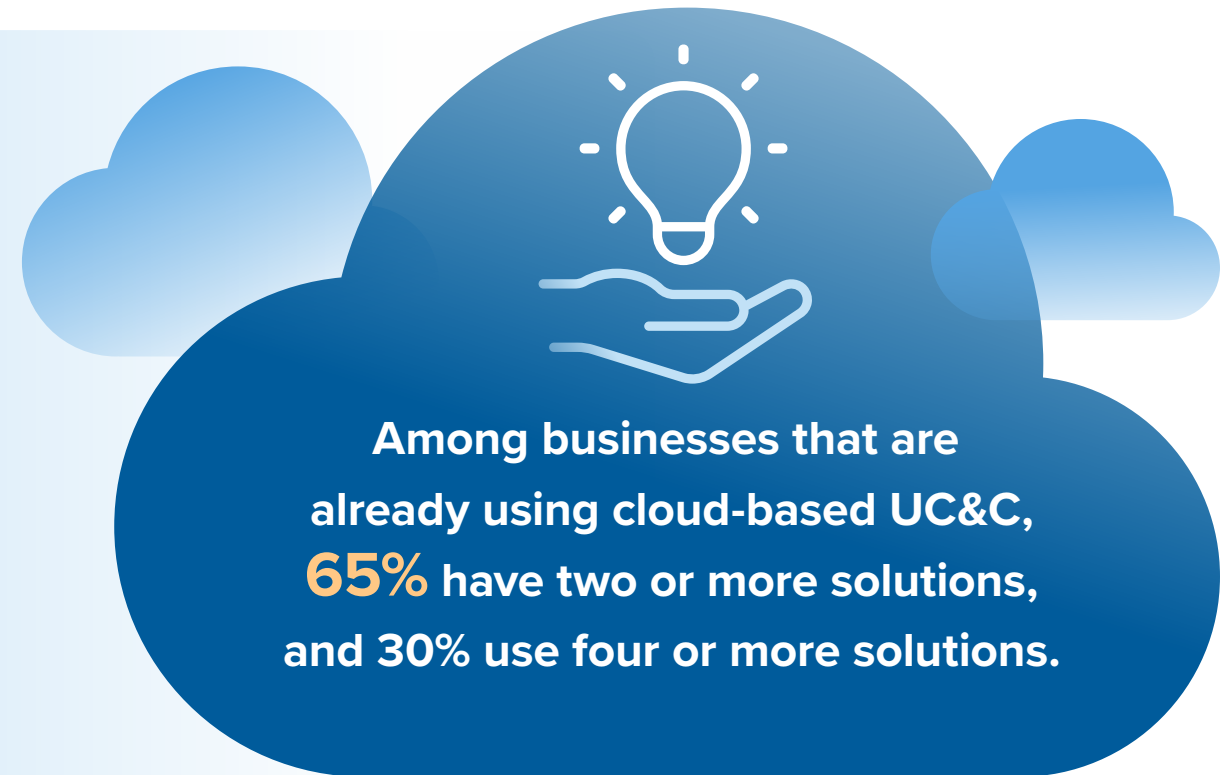 Among businesses that are
already using cloud-based UC&C,
65% have two or more solutions,
and 30% use four or more solutions.